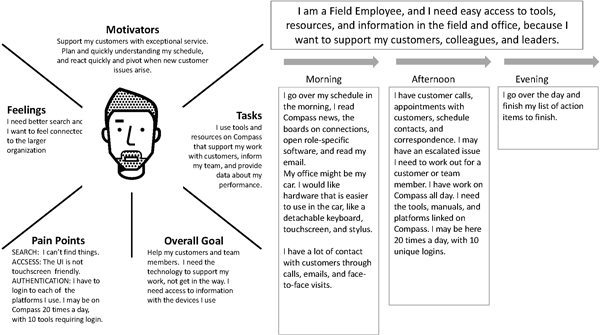 Motivators
Support my customers with exceptional service.
Plan and quickly understanding my schedule,
and react quickly and pivot when new customer
issues arise.
Feelings
I need better search and
I want to feel connected
to the larger
organization
Tasks
I use tools and
resources on Compass
that support my work
with customers, inform
my team, and provide
data about my
performance.
Pain Points
SEARCH: I can't find things.
ACCSESS: The UI is not
touchscreen friendly.
AUTHENTICATION: I have to
login to each of the
platforms I use. I may be on
Compass 20 times a day,
with 10 tools requiring login.
Overall Goal
Help my customers and team
members. I need the
technology to support my
work, not get in the way. I
need access to information
with the devices I use
I am a Field Employee, and I need easy access to tools,
resources, and information in the field and office, because I
want to support my customers, colleagues, and leaders.
Morning
I go over my schedule in
the morning, I read
Compass news, the
boards on connections,
open role-specific
software, and read my
email.
My office might be my
car. I would like
hardware that is easier
to use in the car, like a
detachable keyboard,
touchscreen, and stylus.
I have a lot of contact
with customers through
calls, emails, and face-
to-face visits.
Afternoon
I have customer calls,
appointments with
customers, schedule
contacts, and
correspondence. I may
have an escalated issue
I need to work out for a
customer or team
member. I have work on
Compass all day. I need
the tools, manuals, and
platforms linked on
Compass. I may be here
20 times a day, with 10
unique logins.
Evening
I go over the day and
finish my list of action
items to finish.